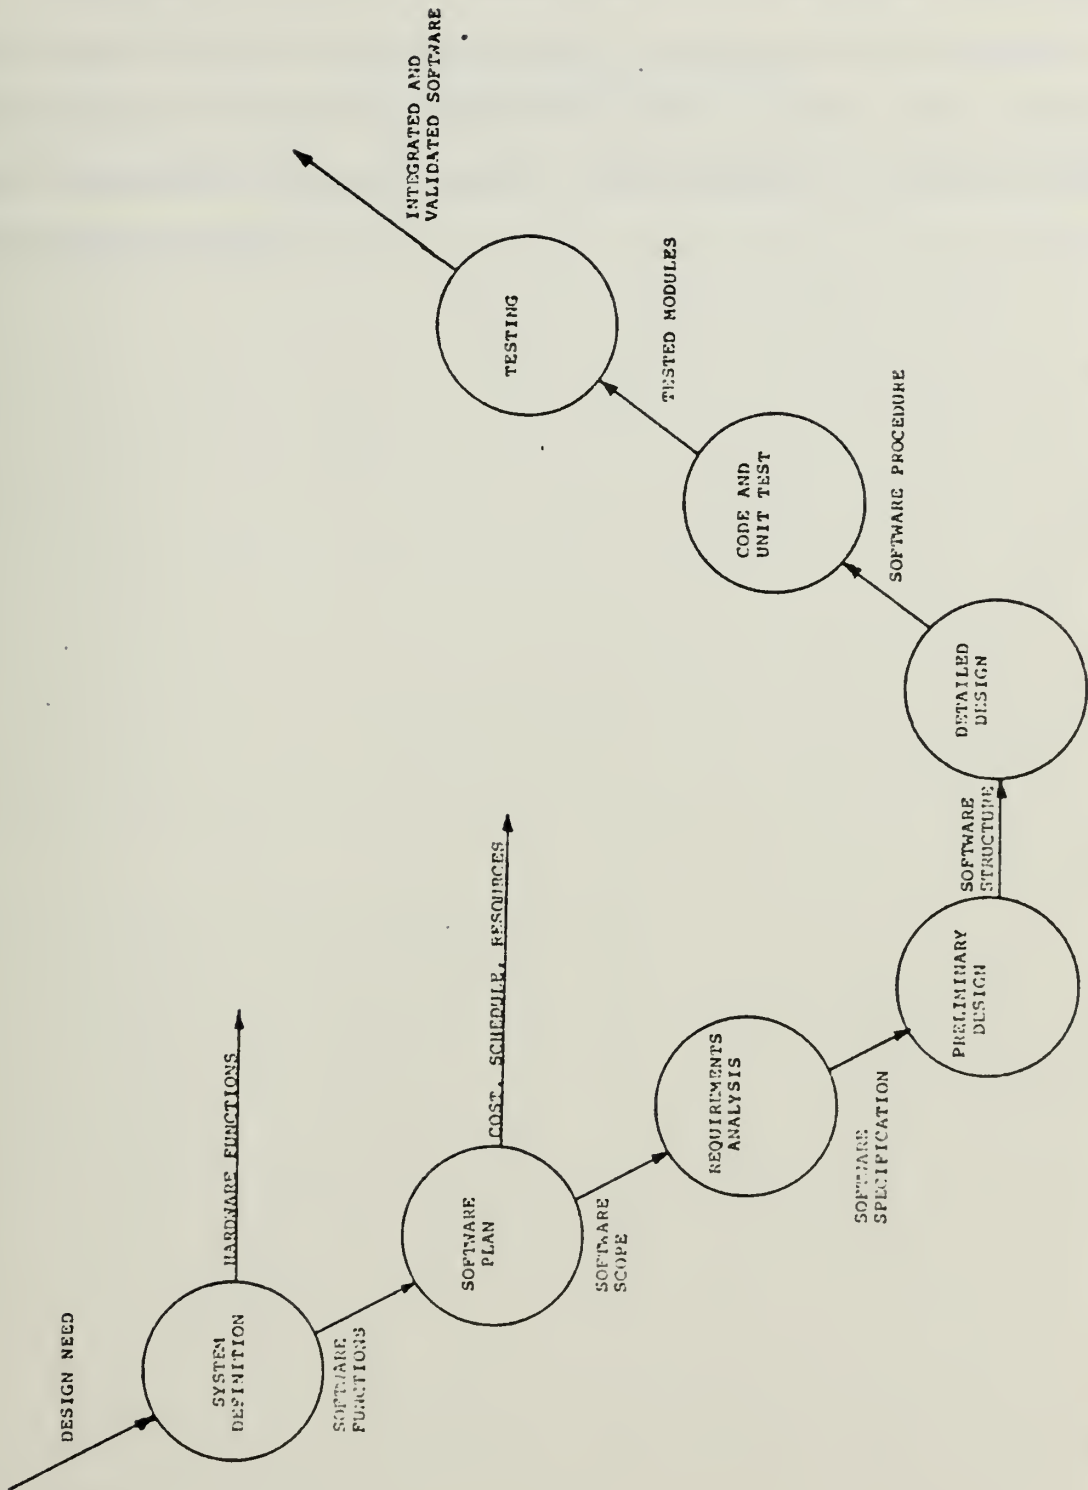 DESIGN NEED
SYSTEM
DEFINITION
HARDWARE FUNCTIONS
SOFTWARE
FUNCTIONS
SOFTWARE
PLAN
COST, SCHEDULE, RESOURCES
SOFTWARE
SCOPE
REQUIREMENTS
ANALYSIS
SOFTWARE
SPECIFICATION
PRELIMINARY
DESIGN
SOFTWARE
STRUCTURE
DETAILED
DESIGN
SOFTWARE PROCEDURE
CODE AND
UNIT TEST
TESTED MODULES
TESTING
INTEGRATED AND
VALIDATED SOFTWARE